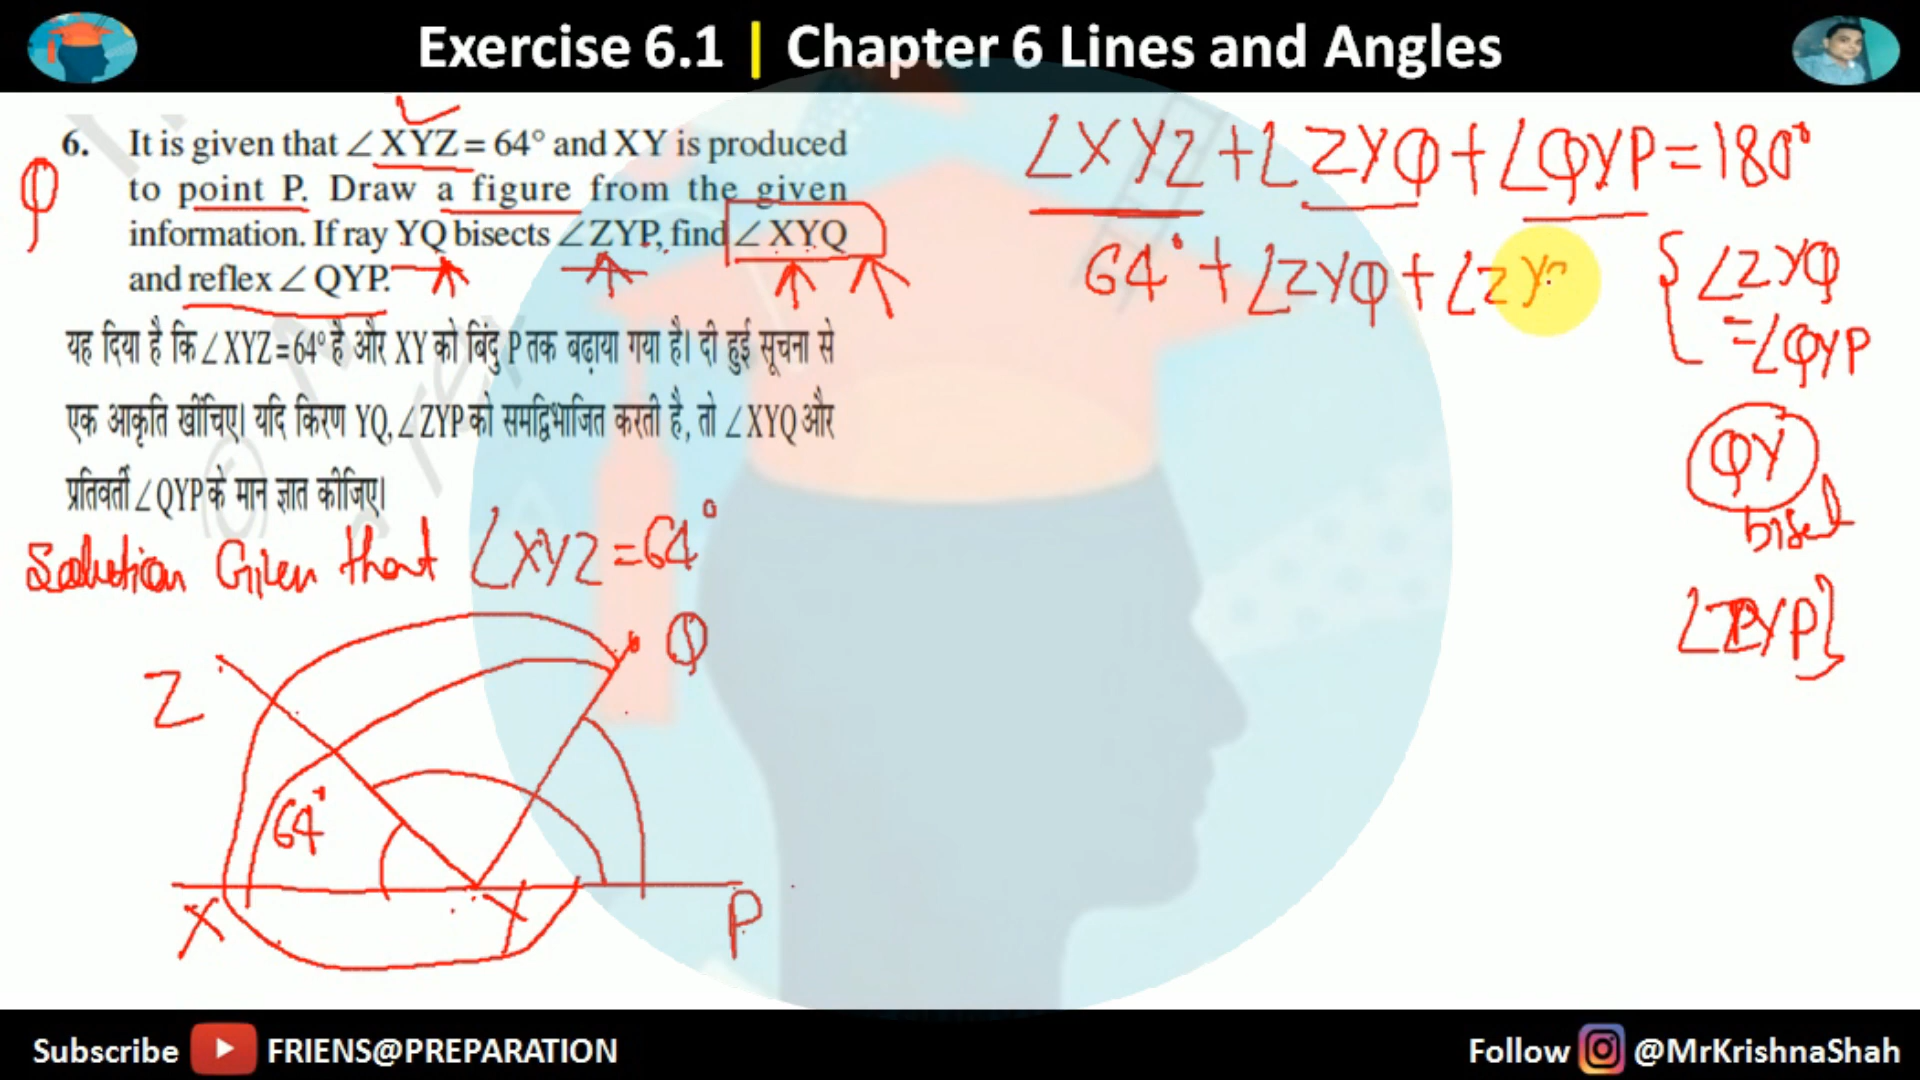 Exercise 6.1 | Chapter 6 Lines and Angles
6. It is given that ∠ XYZ = 64° and XY is produced
to point P. Draw a figure from the given
information. If ray YQ bisects ∠ ZYP, find ∠ XYQ
and reflex ∠ QYP.
यह दिया है कि ∠ XYZ = 64° है और XY को बिंदु P तक बढ़ाया गया है। दी हुई सूचना से
एक आकृति खींचिए। यदि किरण YQ, ∠ ZYP को समद्विभाजित करती है, तो ∠ XYQ और
प्रतिवर्ती ∠ QYP के मान ज्ञात कीजिए।
Solution Given that ∠XYZ = 64°
Z
Q
64°
X
Y
P
∠XYZ + ∠ZYQ + ∠QYP = 180°
64° + ∠ZYQ + ∠ZY
{ ∠ZYQ
= ∠QYP
QY
bisect
∠ZYP}
Subscribe FRIENS@PREPARATION
Follow @MrKrishnaShah